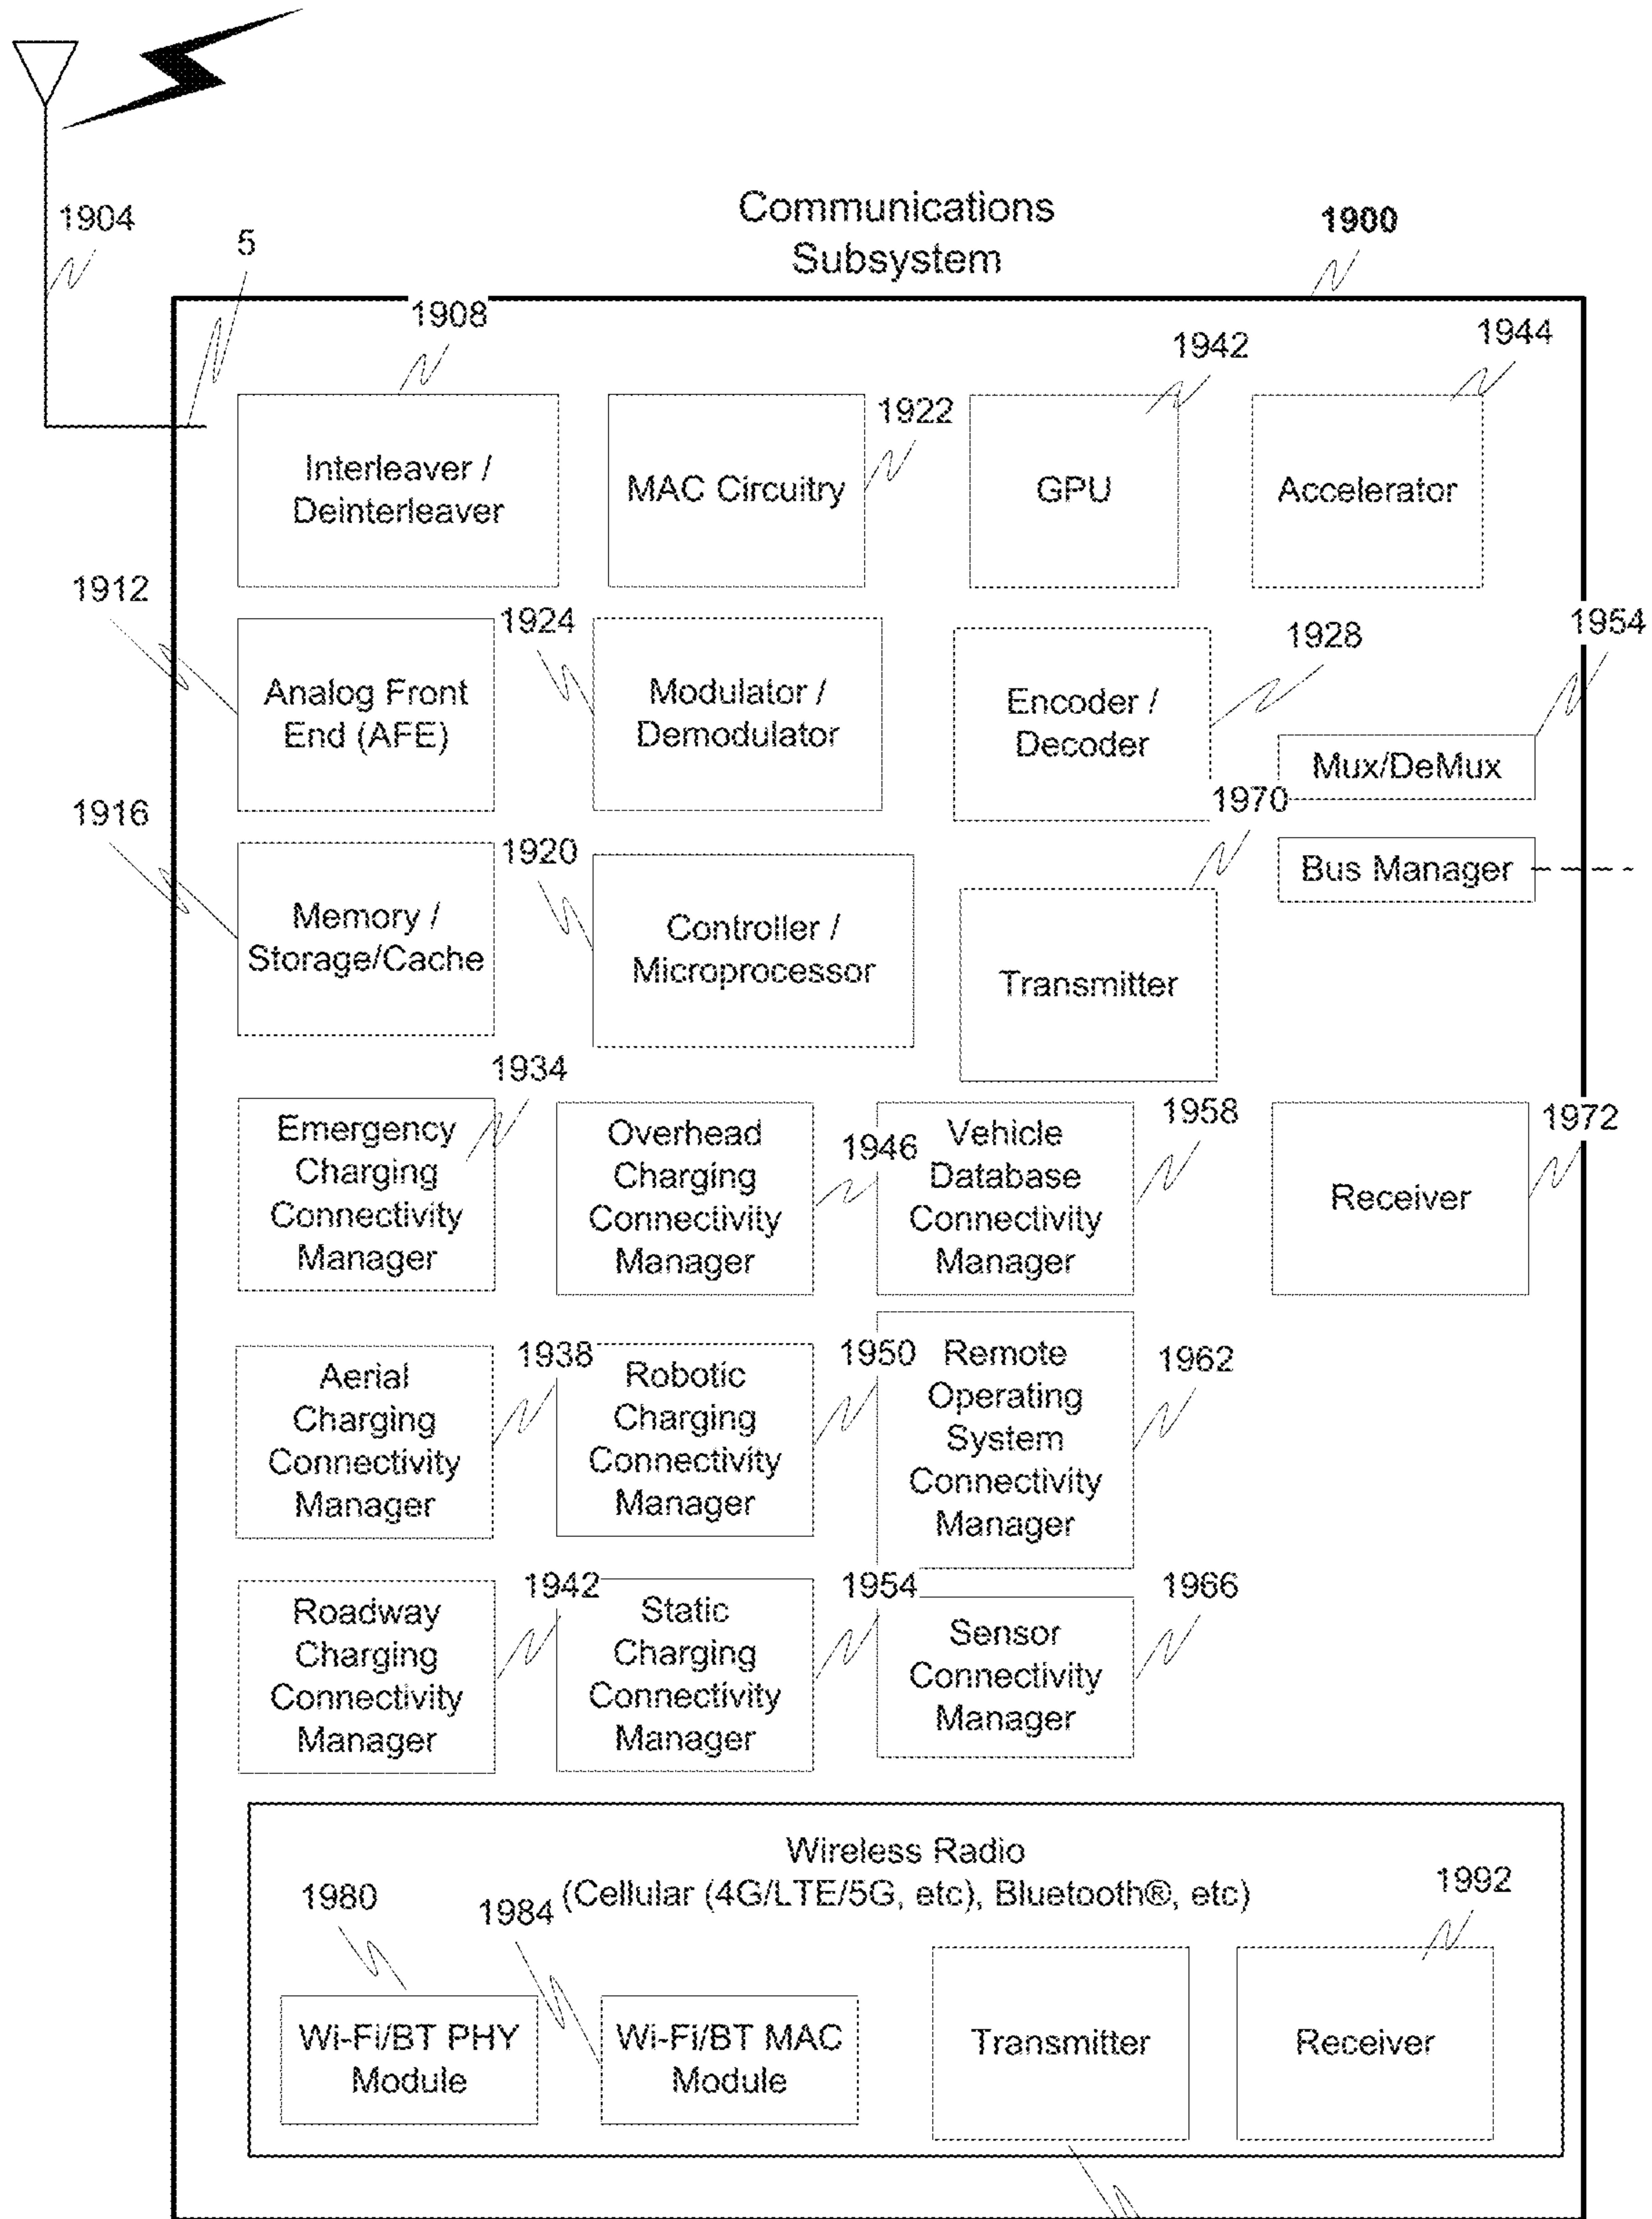 1904
5
Communications
Subsystem
1900
1908
1942
1944
1922
Interleaver /
Deinterleaver
MAC Circuitry
GPU
Accelerator
1912
1924
1928
1954
Analog Front
End (AFE)
Modulator /
Demodulator
Encoder /
Decoder
Mux/DeMux
1970
1916
1920
Bus Manager
Memory /
Storage/Cache
Controller /
Microprocessor
Transmitter
1934
Emergency
Charging
Connectivity
Manager
Overhead
Charging
Connectivity
Manager
1946
Vehicle
Database
Connectivity
Manager
1958
Receiver
1972
Aerial
Charging
Connectivity
Manager
1938
Robotic
Charging
Connectivity
Manager
1950
Remote
Operating
System
Connectivity
Manager
1962
Roadway
Charging
Connectivity
Manager
1942
Static
Charging
Connectivity
Manager
1954
Sensor
Connectivity
Manager
1966
Wireless Radio
(Cellular (4G/LTE/5G, etc), Bluetooth®, etc)
1980
1984
1992
Wi-Fi/BT PHY
Module
Wi-Fi/BT MAC
Module
Transmitter
Receiver